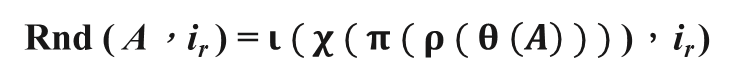 Rnd ( A , i_r ) = ι ( χ ( π ( ρ ( θ (A) ) ) ) , i_r )